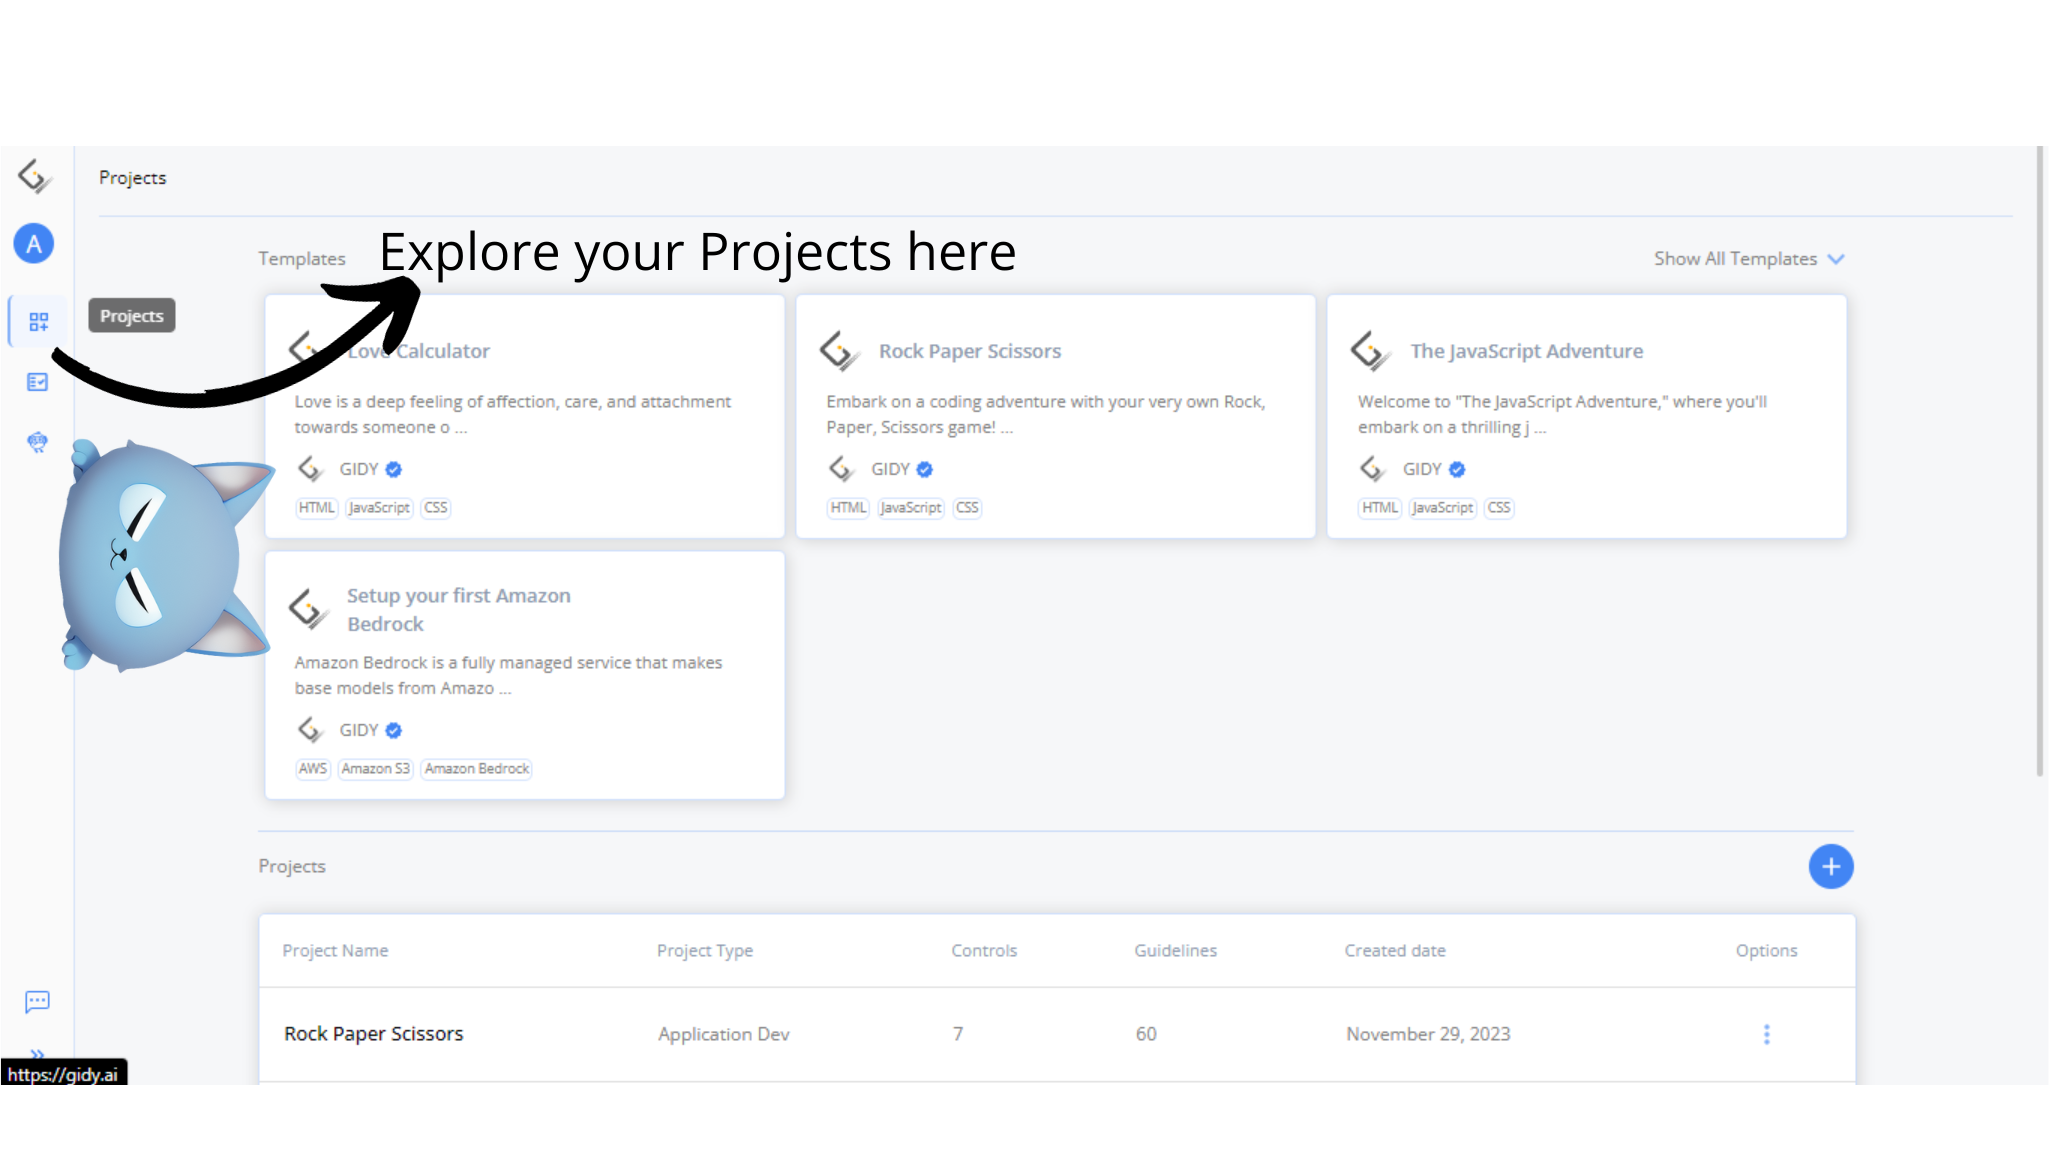 Projects
A
Templates
Explore your Projects here
Show All Templates
Projects
Love Calculator
Love is a deep feeling of affection, care, and attachment
towards someone o ...
GIDY
HTML JavaScript CSS
Rock Paper Scissors
Embark on a coding adventure with your very own Rock,
Paper, Scissors game! ...
GIDY
HTML JavaScript CSS
The JavaScript Adventure
Welcome to "The JavaScript Adventure," where you'll
embark on a thrilling j ...
GIDY
HTML JavaScript CSS
Setup your first Amazon
Bedrock
Amazon Bedrock is a fully managed service that makes
base models from Amazo ...
GIDY
AWS Amazon S3 Amazon Bedrock
Projects
Project Name Project Type Controls Guidelines Created date Options
Rock Paper Scissors Application Dev 7 60 November 29, 2023
https://gidy.ai